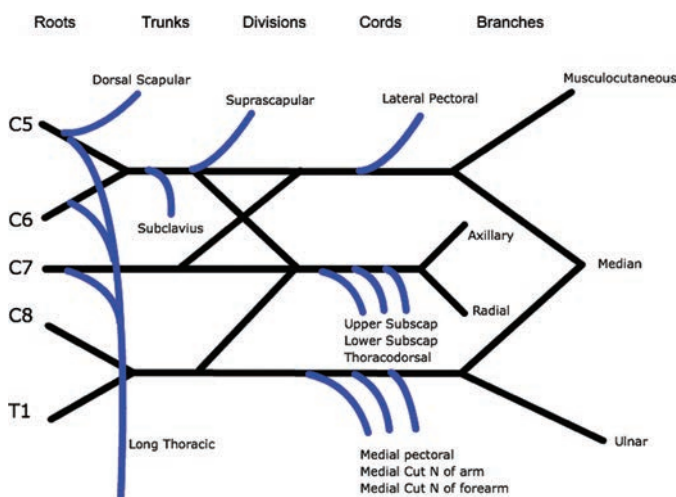 Roots Trunks Divisions Cords Branches
Dorsal Scapular
Suprascapular
Lateral Pectoral
Musculocutaneous
C5
C6
Subclavius
Axillary
C7
Median
C8
Radial
Upper Subscap
Lower Subscap
Thoracodorsal
T1
Long Thoracic
Ulnar
Medial pectoral
Medial Cut N of arm
Medial Cut N of forearm